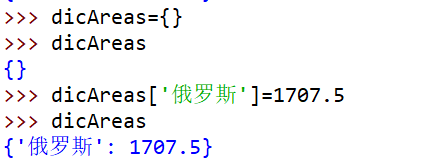 >>> dicAreas={}
>>> dicAreas
{}
>>> dicAreas['俄罗斯']=1707.5
>>> dicAreas
{'俄罗斯': 1707.5}